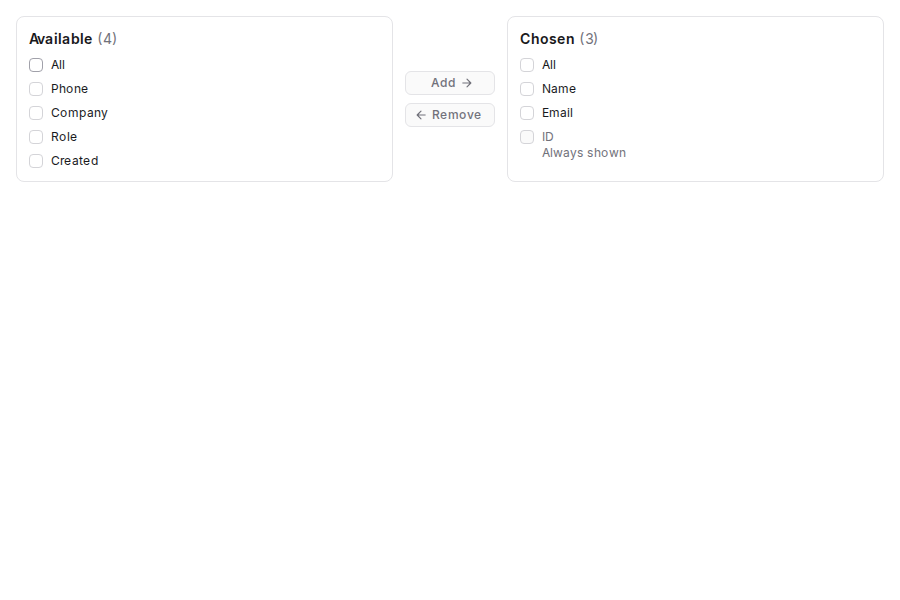 Available (4)
All
Phone
Company
Role
Created
Add →
← Remove
Chosen (3)
All
Name
Email
ID
Always shown